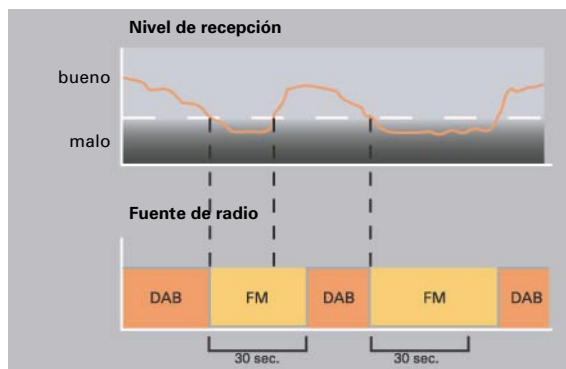 Nivel de recepción
bueno
malo
Fuente de radio
DAB FM DAB FM DAB
30 sec. 30 sec.